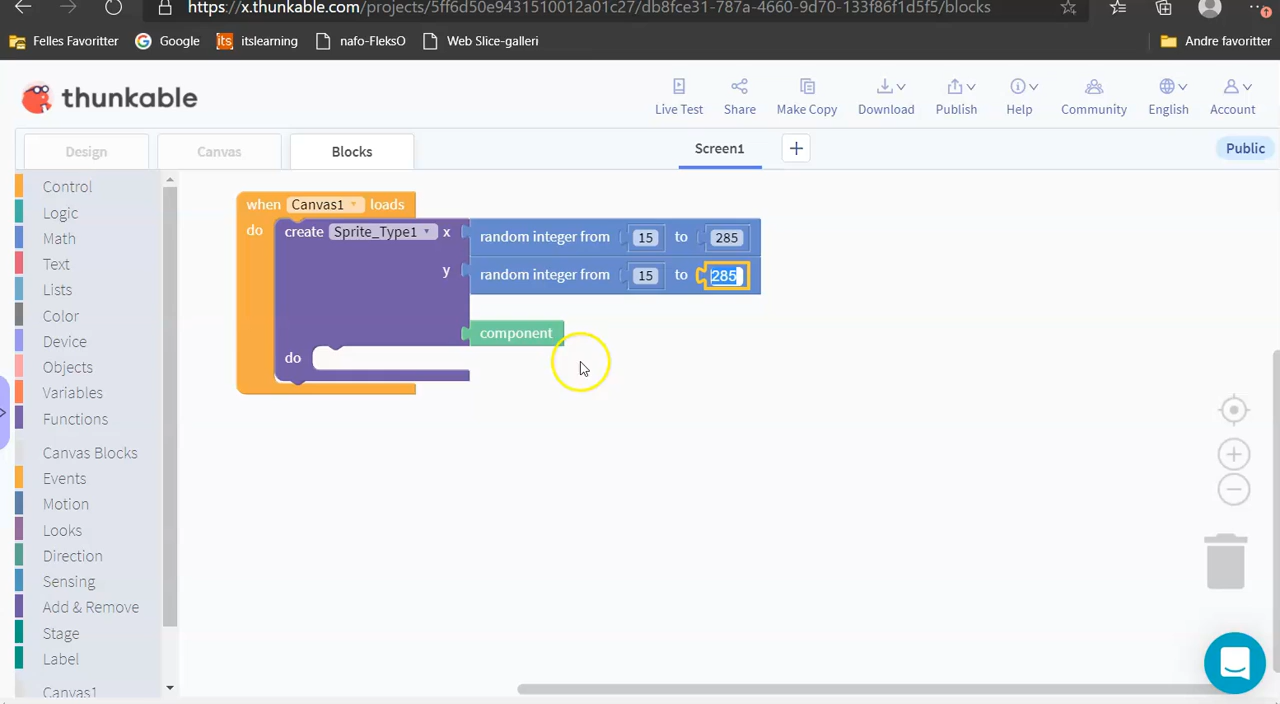 https://x.thunkable.com/projects/5ff6d50e9431510012a01c27/db8fce31-787a-4660-9d70-133f86f1d5f5/blocks
Felles Favoritter
Google
its
itslearning
nafo-FleksO
Web Slice-galleri
Andre favoritter
thunkable
Live Test
Share
Make Copy
Download
Publish
Help
Community
English
Account
Design
Canvas
Blocks
Screen1
+
Public
Control
Logic
Math
Text
Lists
Color
Device
Objects
Variables
Functions
Canvas Blocks
Events
Motion
Looks
Direction
Sensing
Add & Remove
Stage
Label
Canvas1
when Canvas1 loads
do create Sprite_Type1 x random integer from 15 to 285
y random integer from 15 to 285
component
do